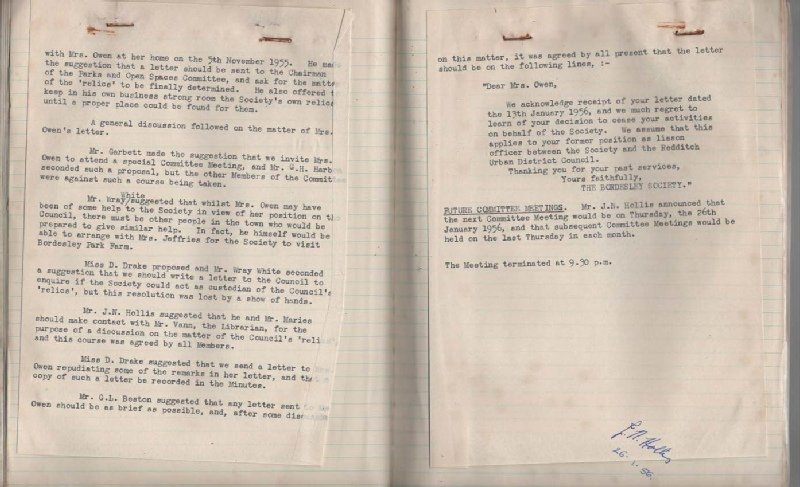 with Mrs. Owen at her home on the 5th November 1955. He made
the suggestion that a letter should be sent to the Chairman
of the Parks and Open Spaces Committee, and ask for the matte
of the 'relics' to be finally determined. He also offered t
keep in his own business strong room the Society's own relics
until a proper place could be found for them.
A general discussion followed on the matter of Mrs.
Owen's letter.
Mr. Garbett made the suggestion that we invite Mrs.
Owen to attend a special Committee Meeting, and Mr. G.H. Harb
seconded such a proposal, but the other Members of the Committ
were against such a course being taken.
White
Mr. Wray/suggested that whilst Mrs. Owen may have
been of some help to the Society in view of her position on th
Council, there must be other people in the town who would be
prepared to give similar help. In fact, he himself would be
able to arrange with Mrs. Jeffries for the Society to visit
Bordesley Park Farm.
Miss D. Drake proposed and Mr. Wray White seconded
a suggestion that we should write a letter to the Council to
enquire if the Society could act as custodian of the Council's
'relics', but this resolution was lost by a show of hands.
Mr. J.N. Hollis suggested that he and Mr. Maries
should make contact with Mr. Vann, the Librarian, for the
purpose of a discussion on the matter of the Council's 'reli
and this course was agreed by all Members.
Miss D. Drake suggested that we send a letter to
Owen repudiating some of the remarks in her letter, and tha
copy of such a letter be recorded in the Minutes.
Mr. G.L. Boston suggested that any letter sent to
Owen should be as brief as possible, and, after some dis
on this matter, it was agreed by all present that the letter
should be on the following lines, :-
"Dear Mrs. Owen,
We acknowledge receipt of your letter dated
the 13th January 1956, and we much regret to
learn of your decision to cease your activities
on behalf of the Society. We assume that this
applies to your former position as liason
officer between the Society and the Redditch
Urban District Council.
Thanking you for your past services,
Yours faithfully,
THE BORDESLEY SOCIETY."
FUTURE COMMITTEE MEETINGS. Mr. J.N. Hollis announced that
the next Committee Meeting would be on Thursday, the 26th
January 1956, and that subsequent Committee Meetings would be
held on the last Thursday in each month.
The Meeting terminated at 9.30 p.m.
J. N. Hollis
26.1.56.